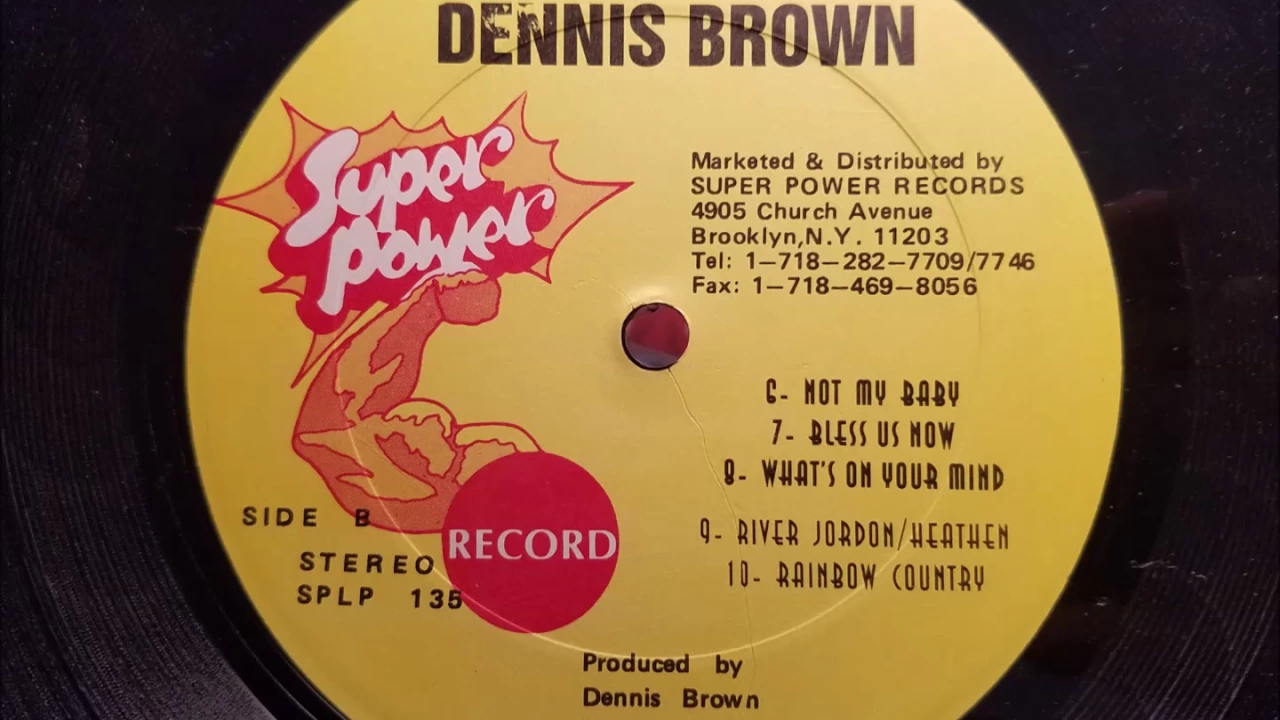 DENNIS BROWN
Super
Power
RECORD
Marketed & Distributed by
SUPER POWER RECORDS
4905 Church Avenue
Brooklyn,N.Y. 11203
Tel: 1-718-282-7709/7746
Fax: 1-718-469-8056
6- NOT MY BABY
7- BLESS US NOW
8- WHAT'S ON YOUR MIND
9- RIVER JORDON/HEATHEN
10- RAINBOW COUNTRY
SIDE B
STEREO
SPLP 135
Produced by
Dennis Brown